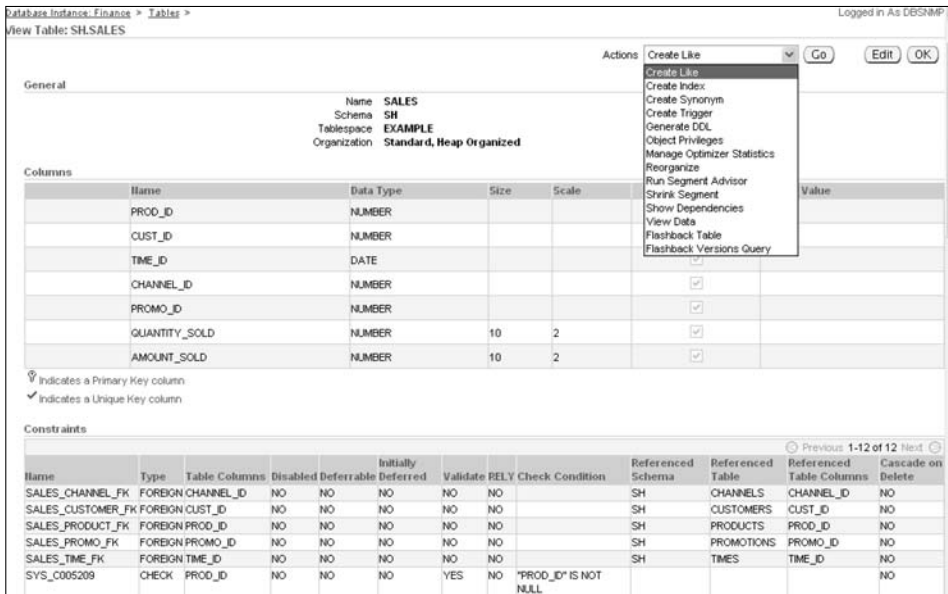 Database Instance: Finance > Tables >
Logged in As DBSNMP
View Table: SH.SALES
Actions Create Like Go Edit OK
Create Like
Create Index
Create Synonym
Create Trigger
Generate DDL
Object Privileges
Manage Optimizer Statistics
Reorganize
Run Segment Advisor
Shrink Segment
Show Dependencies
View Data
Flashback Table
Flashback Versions Query
General
Name SALES
Schema SH
Tablespace EXAMPLE
Organization Standard, Heap Organized
Columns
Name Data Type Size Scale Value
PROD_ID NUMBER
CUST_ID NUMBER
TIME_ID DATE
CHANNEL_ID NUMBER
PROMO_ID NUMBER
QUANTITY_SOLD NUMBER 10 2
AMOUNT_SOLD NUMBER 10 2
Indicates a Primary Key column
Indicates a Unique Key column
Constraints
Previous 1-12 of 12 Next
Name Type Table Columns Disabled Deferrable Initially Deferred Validate RELY Check Condition Referenced Schema Referenced Table Referenced Table Columns Cascade on Delete
SALES_CHANNEL_FK FOREIGN CHANNEL_ID NO NO NO NO NO SH CHANNELS CHANNEL_ID NO
SALES_CUSTOMER_FK FOREIGN CUST_ID NO NO NO NO NO SH CUSTOMERS CUST_ID NO
SALES_PRODUCT_FK FOREIGN PROD_ID NO NO NO NO NO SH PRODUCTS PROD_ID NO
SALES_PROMO_FK FOREIGN PROMO_ID NO NO NO NO NO SH PROMOTIONS PROMO_ID NO
SALES_TIME_FK FOREIGN TIME_ID NO NO NO NO NO SH TIMES TIME_ID NO
SYS_C005209 CHECK PROD_ID NO NO NO YES NO "PROD_ID" IS NOT NULL NO